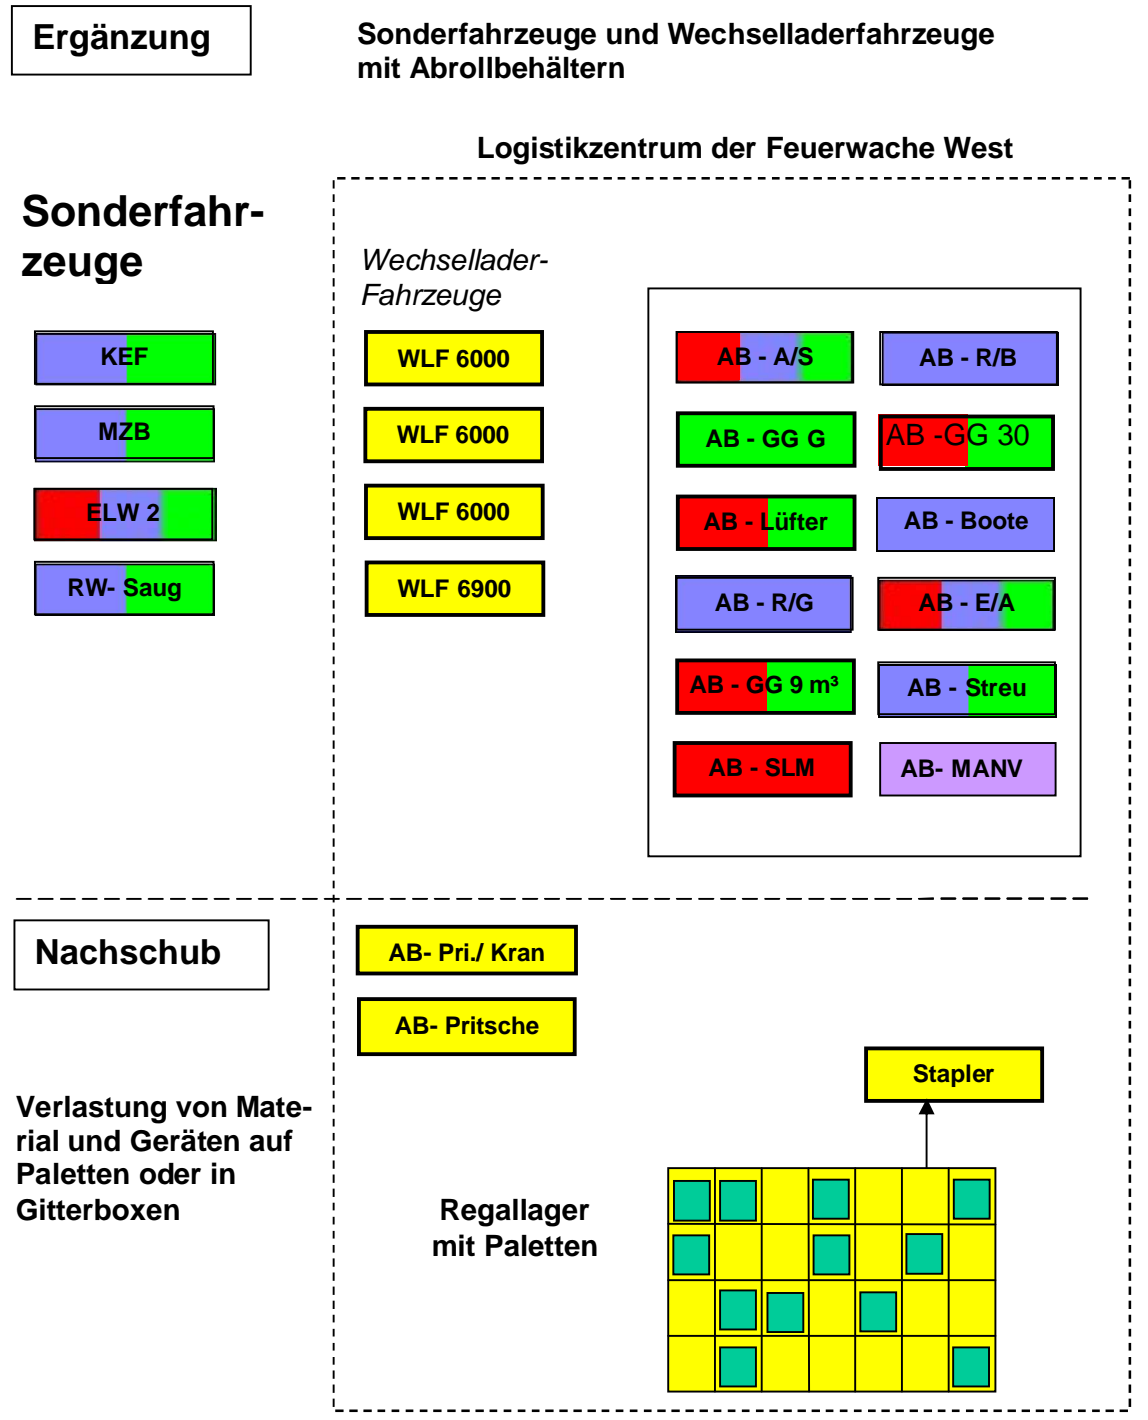 Ergänzung
Sonderfahrzeuge und Wechselladerfahrzeuge
mit Abrollbehältern
Logistikzentrum der Feuerwache West
Sonderfahr-
zeuge
Wechsellader-
Fahrzeuge
KEF
WLF 6000
AB - A/S
AB - R/B
MZB
WLF 6000
AB - GG G
AB -GG 30
ELW 2
WLF 6000
AB - Lüfter
AB - Boote
RW- Saug
WLF 6900
AB - R/G
AB - E/A
AB - GG 9 m³
AB - Streu
AB - SLM
AB- MANV
Nachschub
AB- Pri./ Kran
AB- Pritsche
Stapler
Verlastung von Mate-
rial und Geräten auf
Paletten oder in
Gitterboxen
Regallager
mit Paletten